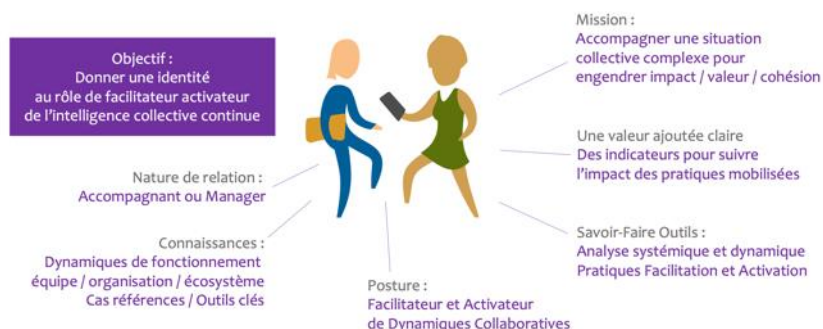 Objectif :
Donner une identité
au rôle de facilitateur activateur
de l'intelligence collective continue
Nature de relation :
Accompagnant ou Manager
Connaissances :
Dynamiques de fonctionnement
équipe / organisation / écosystème
Cas références / Outils clés
Posture :
Facilitateur et Activateur
de Dynamiques Collaboratives
Mission :
Accompagner une situation
collective complexe pour
engendrer impact / valeur / cohésion
Une valeur ajoutée claire
Des indicateurs pour suivre
l'impact des pratiques mobilisées
Savoir-Faire Outils :
Analyse systémique et dynamique
Pratiques Facilitation et Activation